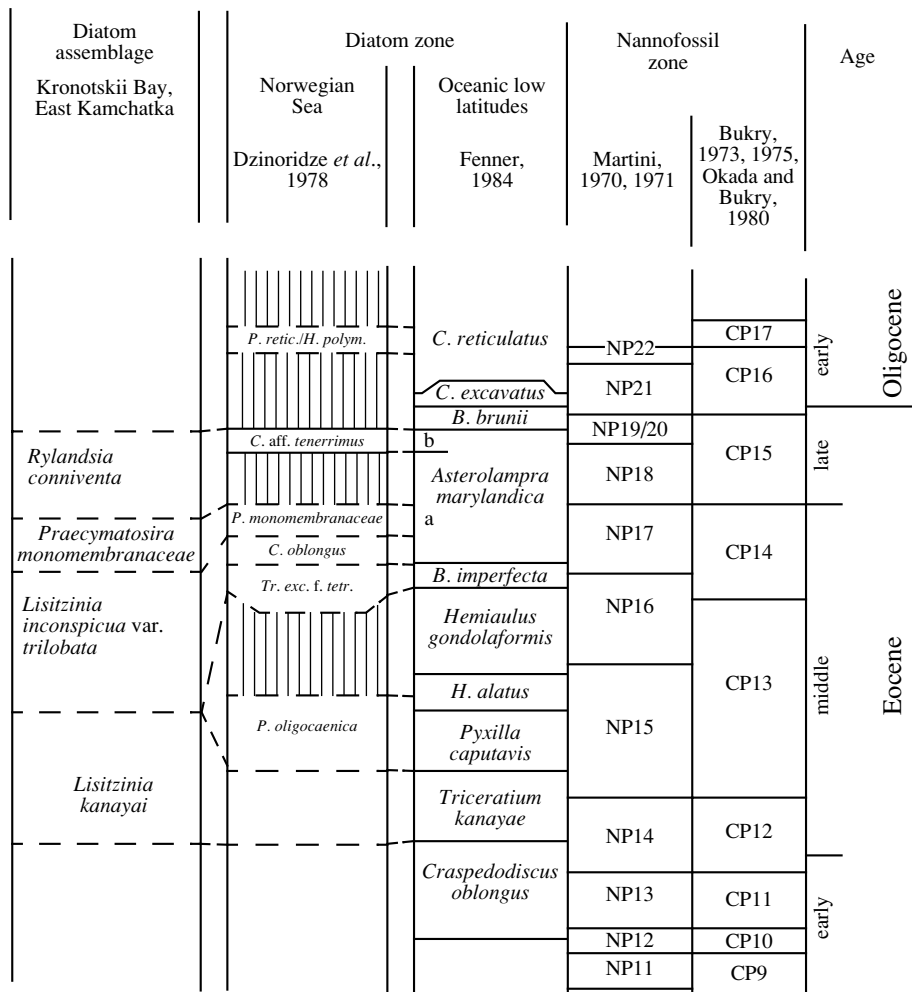 Diatom
assemblage
Kronotskii Bay,
East Kamchatka
Diatom zone
Norwegian
Sea
Dzinoridze et al.,
1978
Oceanic low
latitudes
Fenner,
1984
Nannofossil
zone
Martini,
1970, 1971
Bukry,
1973, 1975,
Okada and
Bukry,
1980
Age
Rylandsia
conniventa
Praecymatosira
monomembranaceae
Lisitzinia
inconspicua var.
trilobata
Lisitzinia
kanayai
P. retic./H. polym.
C. aff. tenerrimus
P. monomembranaceae
C. oblongus
Tr. exc. f. tetr.
P. oligocaenica
C. reticulatus
C. excavatus
B. brunii
b
Asterolampra
marylandica
a
B. imperfecta
Hemiaulus
gondolaformis
H. alatus
Pyxilla
caputavis
Triceratium
kanayae
Craspedodiscus
oblongus
NP22
NP21
NP19/20
NP18
NP17
NP16
NP15
NP14
NP13
NP12
NP11
CP17
CP16
CP15
CP14
CP13
CP12
CP11
CP10
CP9
early
late
middle
early
Oligocene
Eocene